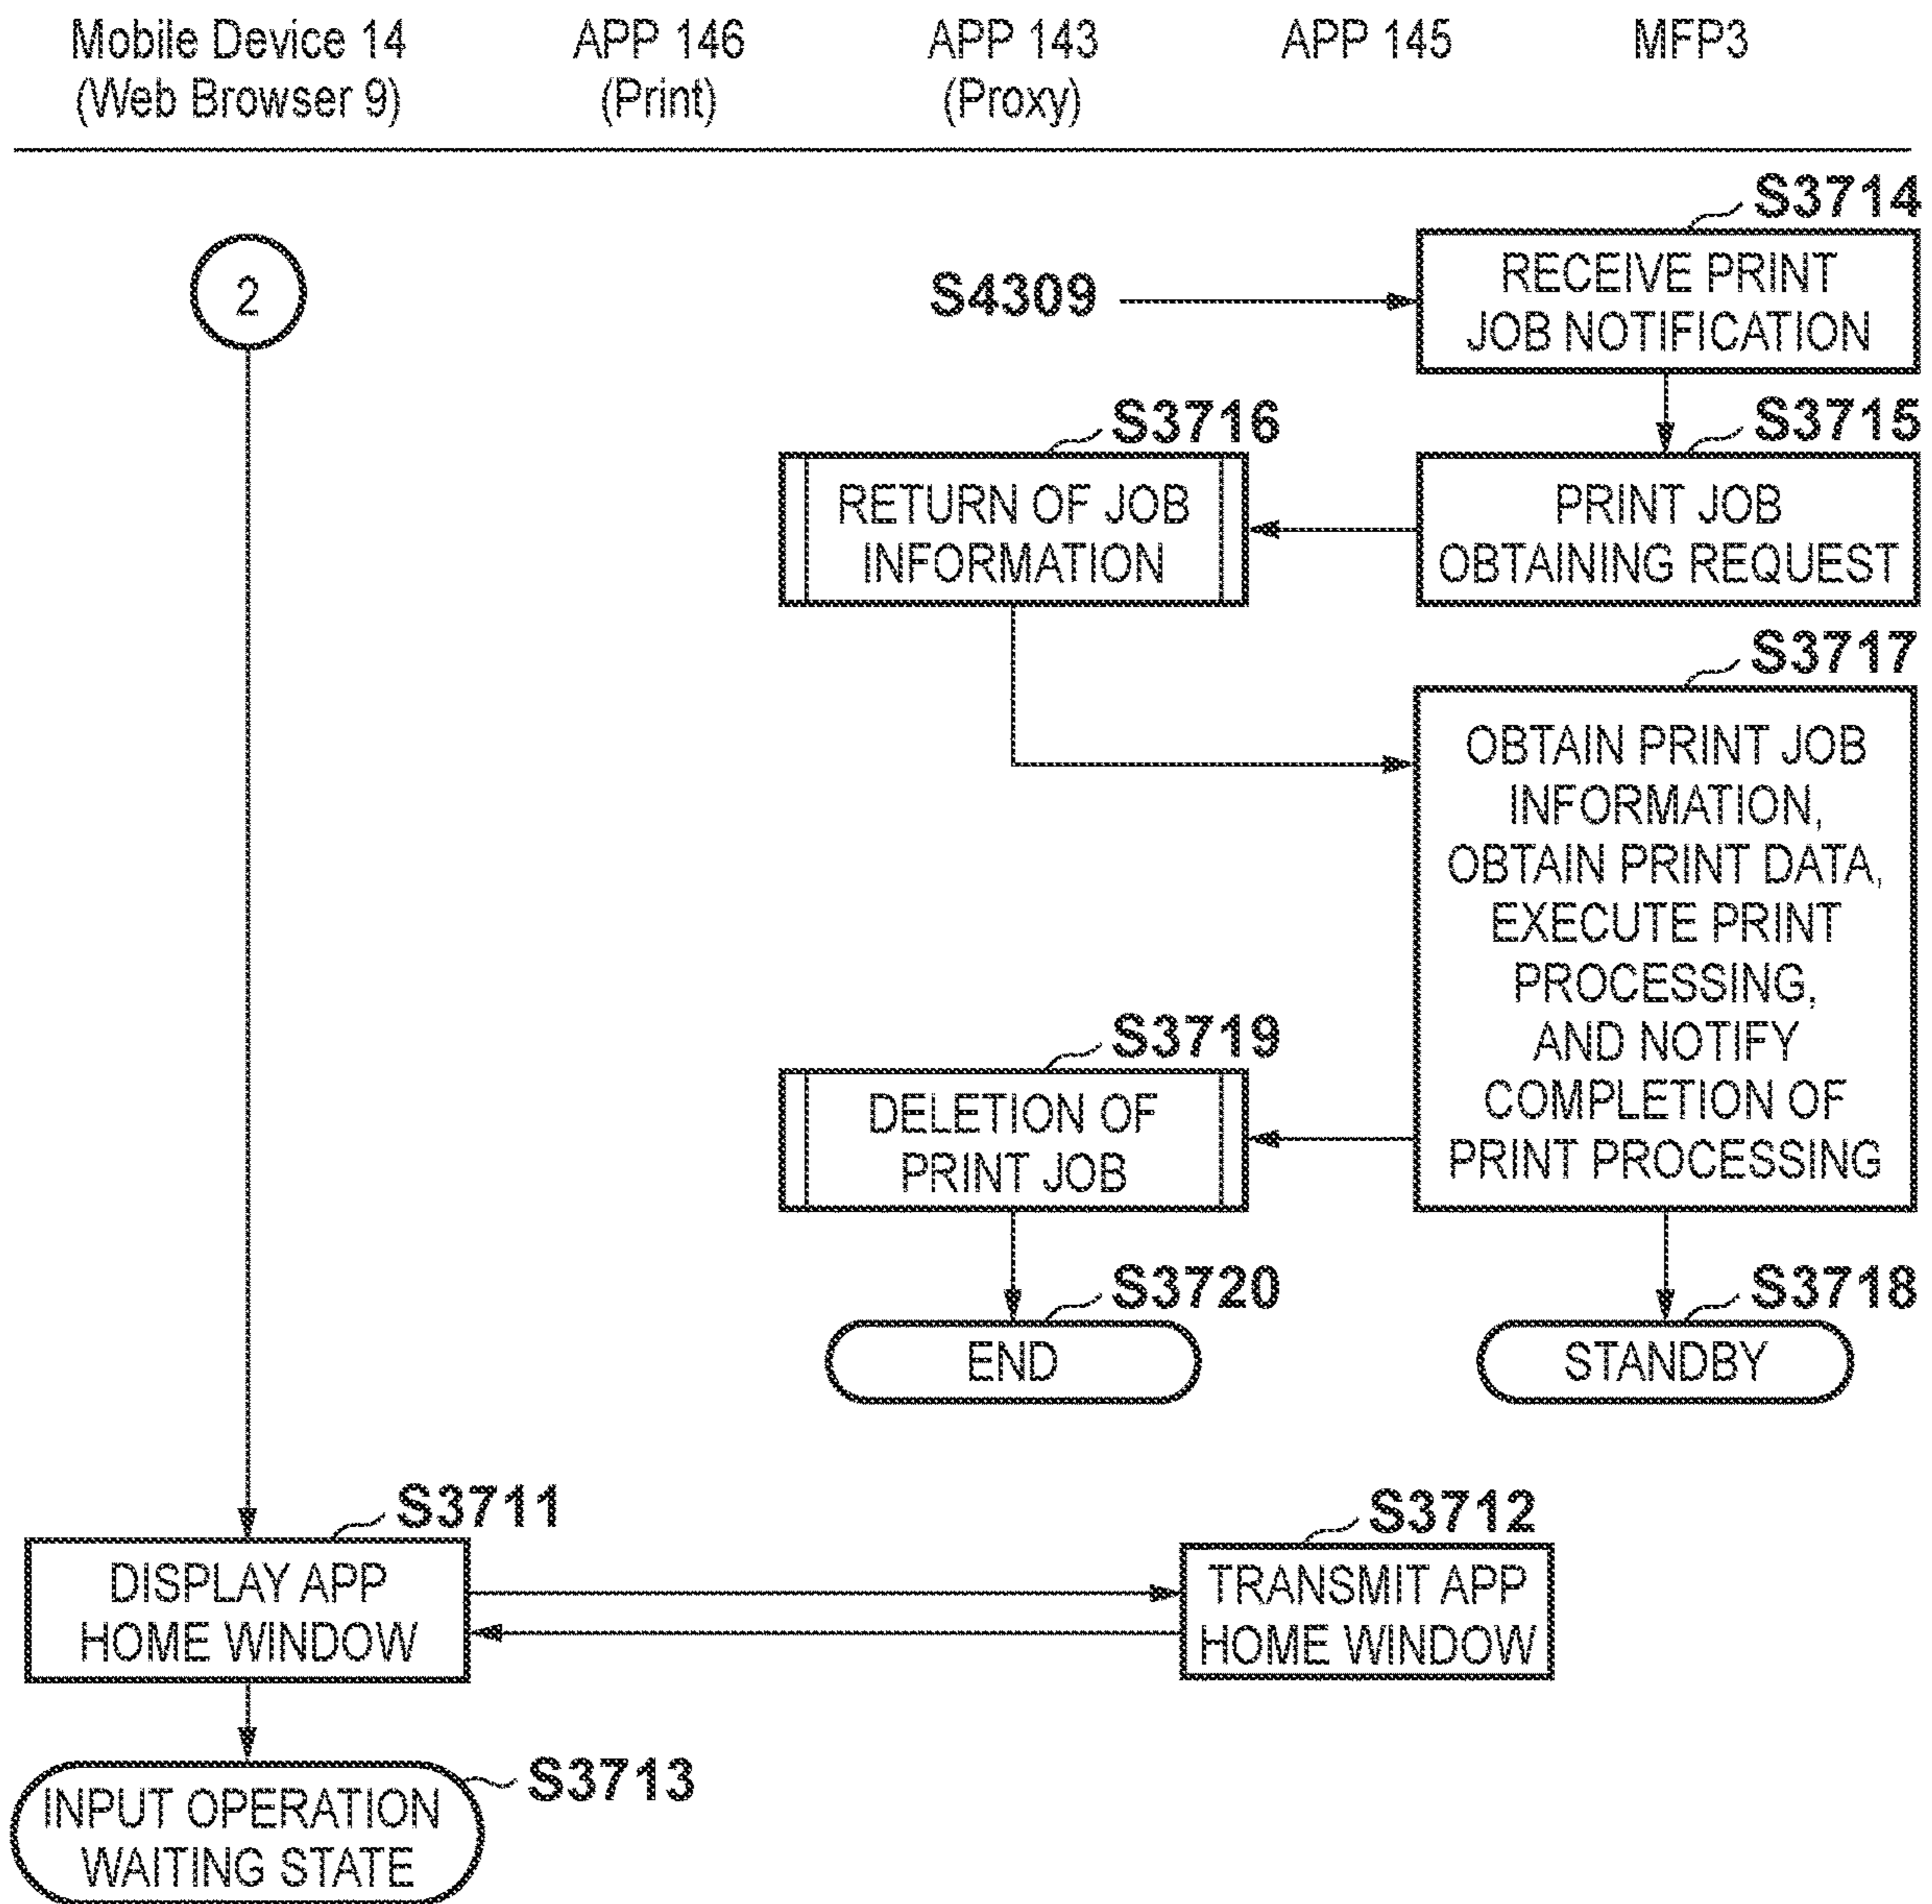 Mobile Device 14
(Web Browser 9)
APP 146
(Print)
APP 143
(Proxy)
APP 145
MFP3
2
S4309
S3714
RECEIVE PRINT
JOB NOTIFICATION
S3716
RETURN OF JOB
INFORMATION
S3715
PRINT JOB
OBTAINING REQUEST
S3717
OBTAIN PRINT JOB
INFORMATION,
OBTAIN PRINT DATA,
EXECUTE PRINT
PROCESSING,
AND NOTIFY
COMPLETION OF
PRINT PROCESSING
S3719
DELETION OF
PRINT JOB
S3720
END
S3718
STANDBY
S3711
DISPLAY APP
HOME WINDOW
S3712
TRANSMIT APP
HOME WINDOW
S3713
INPUT OPERATION
WAITING STATE